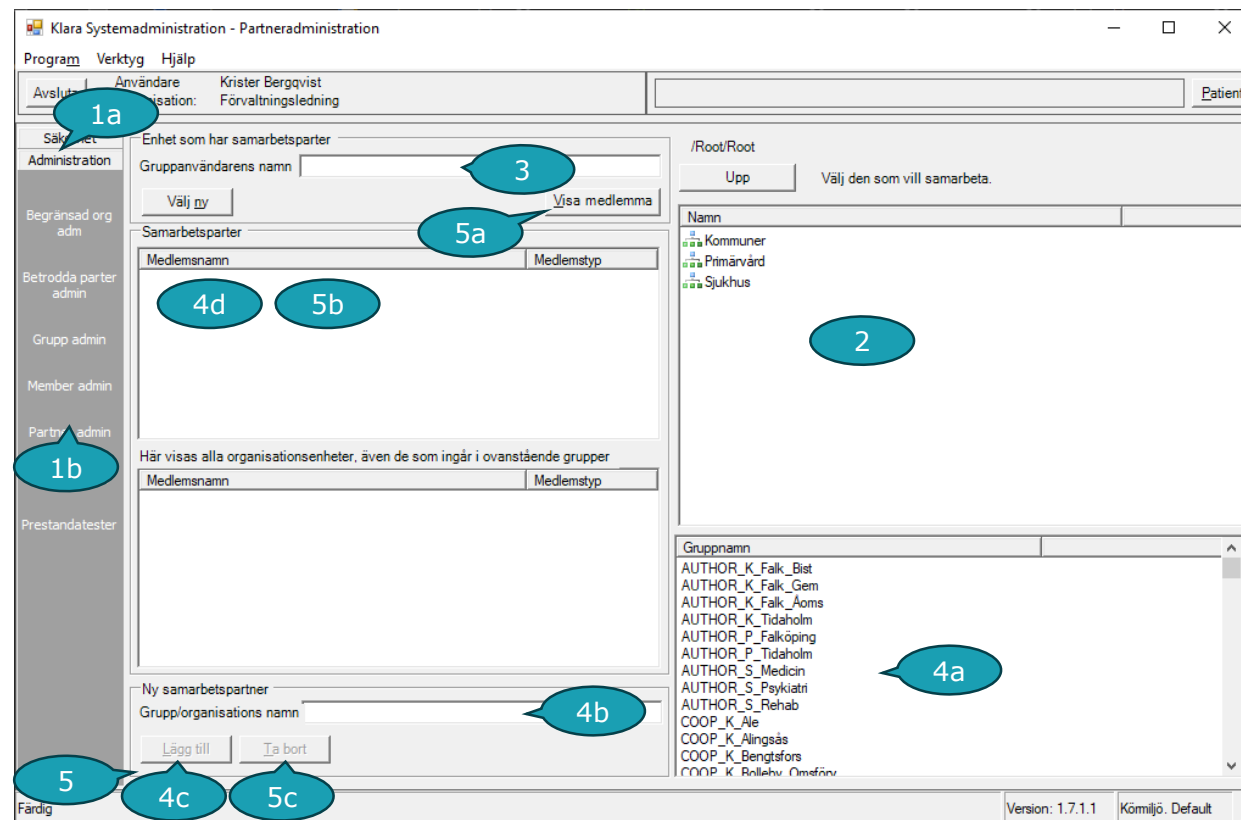 Klara Systemadministration - Partneradministration
Program Verktyg Hjälp
Användare Krister Bergqvist
Förvaltningsledning
Patient
1a
Administration
Begränsad org
adm
Betrodda parter
admin
Grupp admin
Member admin
1b
Prestandatester
Enhet som har samarbetsparter
Gruppanvändarens namn
3
Välj ny
Visa medlemma
5a
Samarbetsparter
Medlemsnamn Medlemstyp
4d 5b
Här visas alla organisationsenheter, även de som ingår i ovanstående grupper
Medlemsnamn Medlemstyp
Ny samarbetspartner
Grupp/organisations namn
4b
Lägg till Ta bort
5
4c 5c
/Root/Root
Upp Välj den som vill samarbeta.
Namn
Kommuner
Primärvård
Sjukhus
2
Gruppnamn
AUTHOR_K_Falk_Bist
AUTHOR_K_Falk_Gem
AUTHOR_K_Falk_Åoms
AUTHOR_K_Tidaholm
AUTHOR_P_Falköping
AUTHOR_P_Tidaholm
AUTHOR_S_Medicin
AUTHOR_S_Psykiatri
AUTHOR_S_Rehab
COOP_K_Ale
COOP_K_Alingsås
COOP_K_Bengtsfors
4a
Färdig
Version: 1.7.1.1 Körmiljö. Default